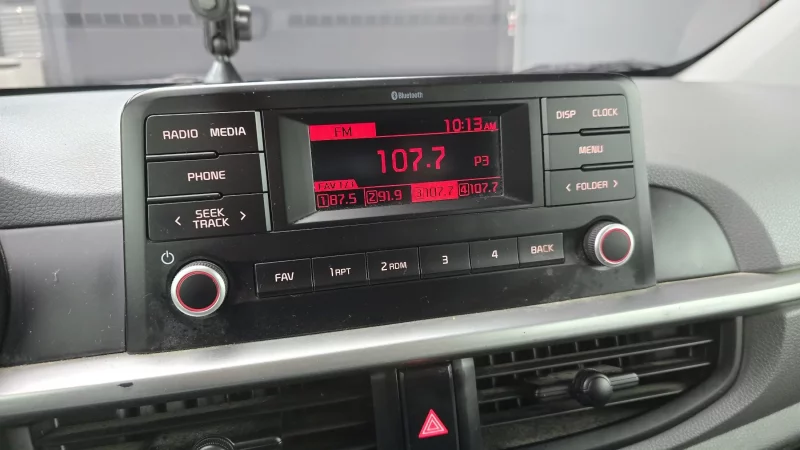 Bluetooth
RADIO MEDIA
PHONE
< SEEK >
TRACK
FM 10:13 AM
107.7 P3
FAV 1/1
1 87.5 2 91.9 3 107.7 4 107.7
DISP CLOCK
MENU
< FOLDER >
FAV 1 RPT 2 RDM 3 4 BACK